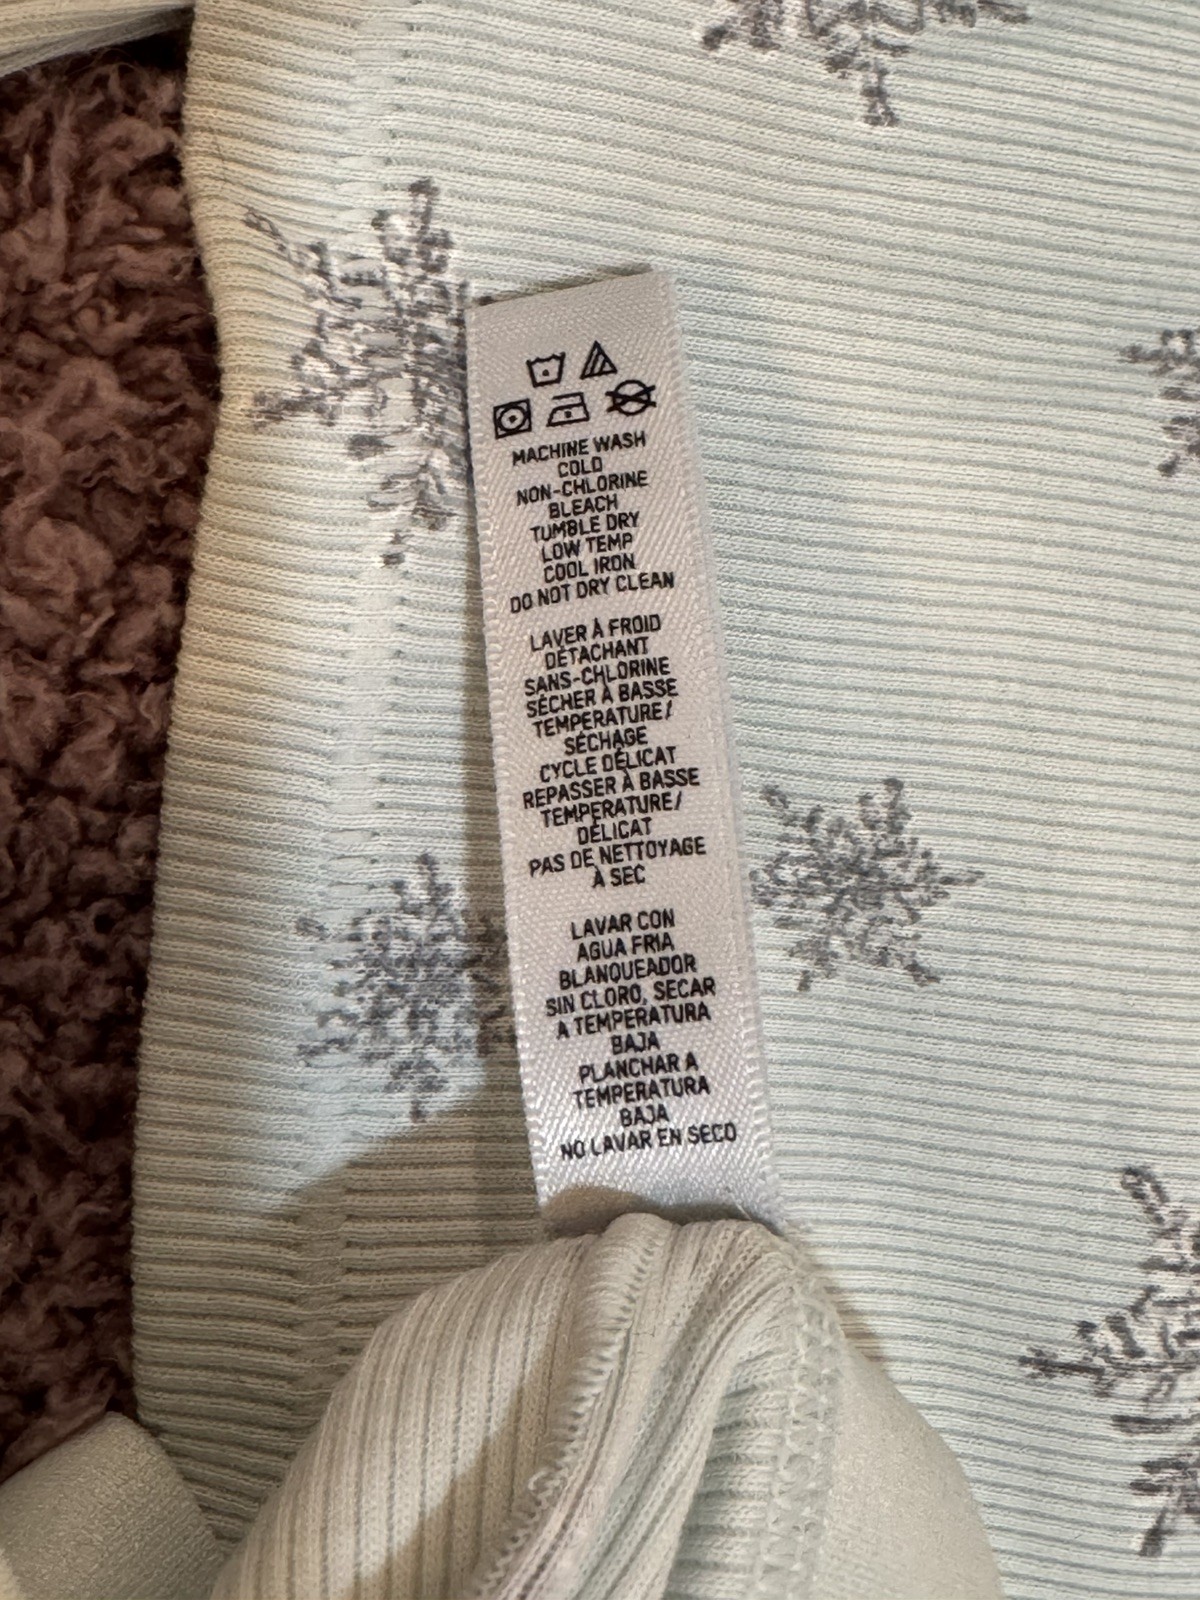 MACHINE WASH
COLD
NON-CHLORINE
BLEACH
TUMBLE DRY
LOW TEMP
COOL IRON
DO NOT DRY CLEAN
LAVER À FROID
DÉTACHANT
SANS-CHLORINE
SÉCHER À BASSE
TEMPERATURE/
SÉCHAGE
CYCLE DÉLICAT
REPASSER À BASSE
TEMPERATURE/
DÉLICAT
PAS DE NETTOYAGE
À SEC
LAVAR CON
AGUA FRIA
BLANQUEADOR
SIN CLORO, SECAR
A TEMPERATURA
BAJA
PLANCHAR A
TEMPERATURA
BAJA
NO LAVAR EN SECO